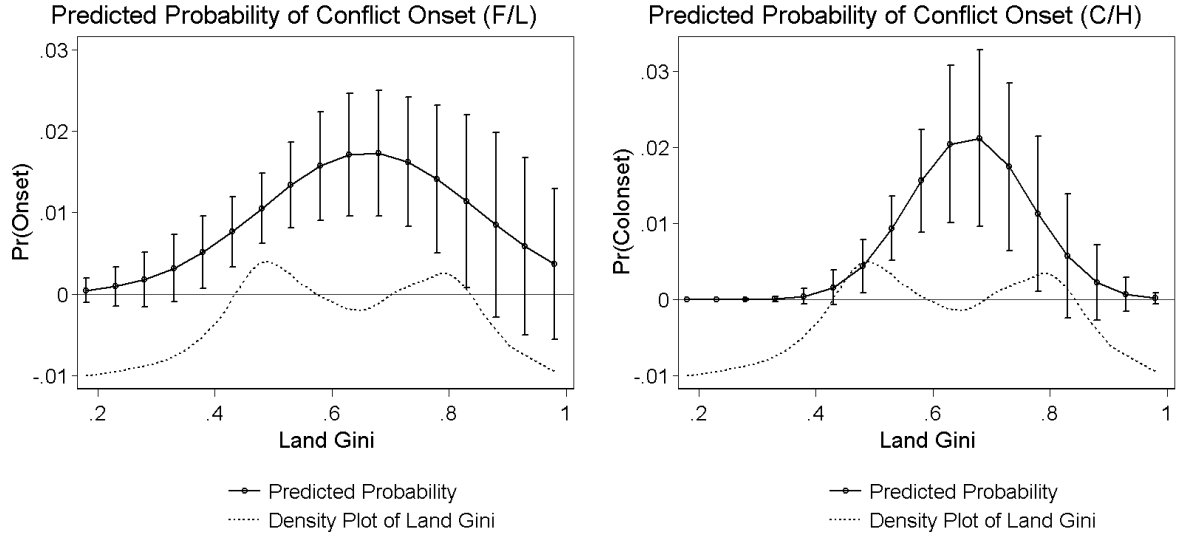 Predicted Probability of Conflict Onset (F/L)
.03
.02
.01
0
-.01
Pr(Onset)
.2 .4 .6 .8 1
Land Gini
Predicted Probability
Density Plot of Land Gini
Predicted Probability of Conflict Onset (C/H)
.03
.02
.01
0
-.01
Pr(Colonset)
.2 .4 .6 .8 1
Land Gini
Predicted Probability
Density Plot of Land Gini